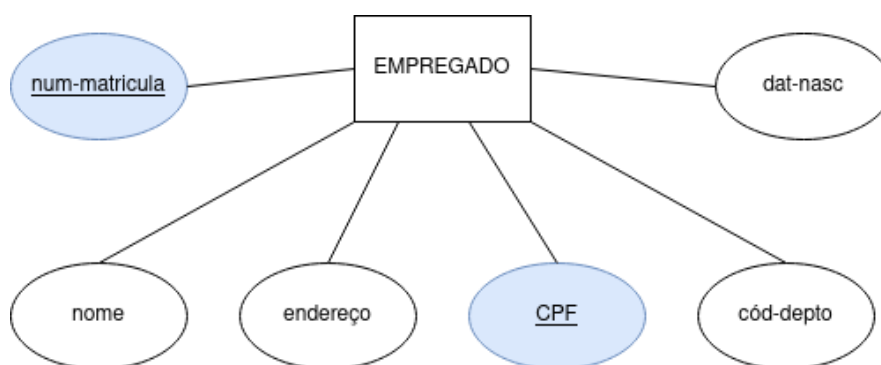 EMPREGADO
num-matricula
dat-nasc
nome
endereço
CPF
cód-depto